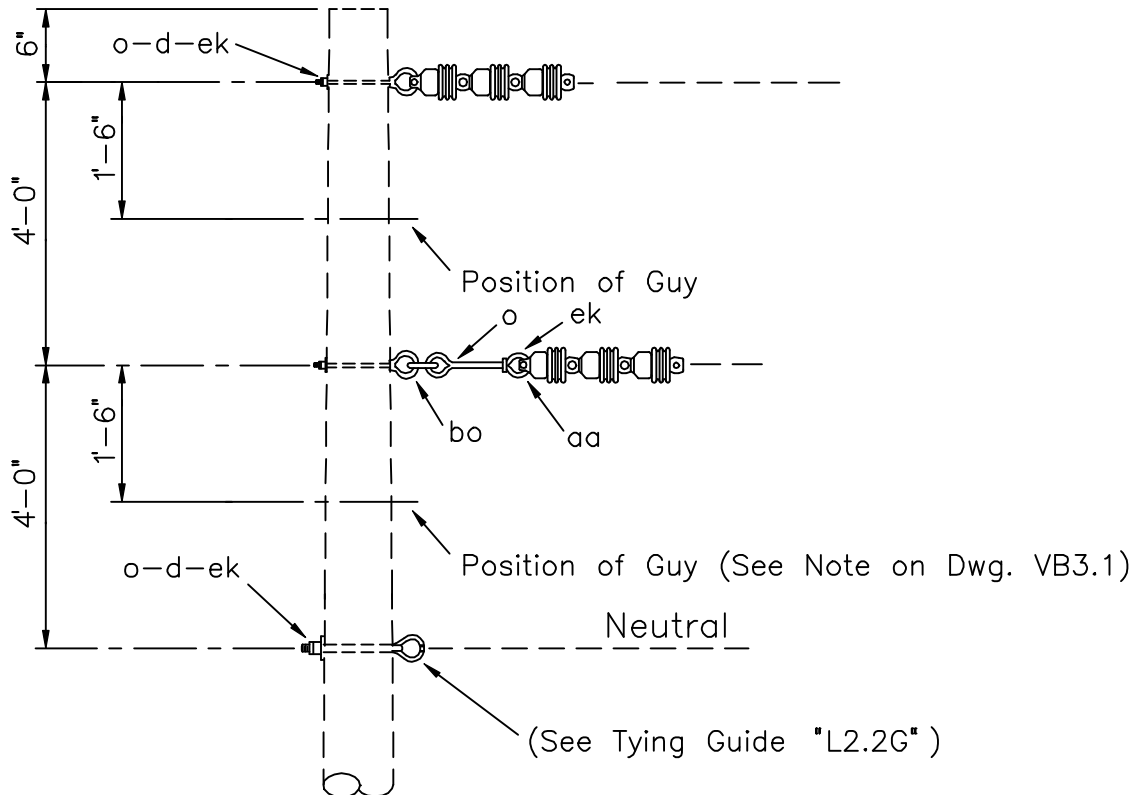 6"
o-d-ek
1'-6"
4'-0"
Position of Guy
o
ek
bo
aa
1'-6"
4'-0"
Position of Guy (See Note on Dwg. VB3.1)
o-d-ek
Neutral
(See Tying Guide "L2.2G")